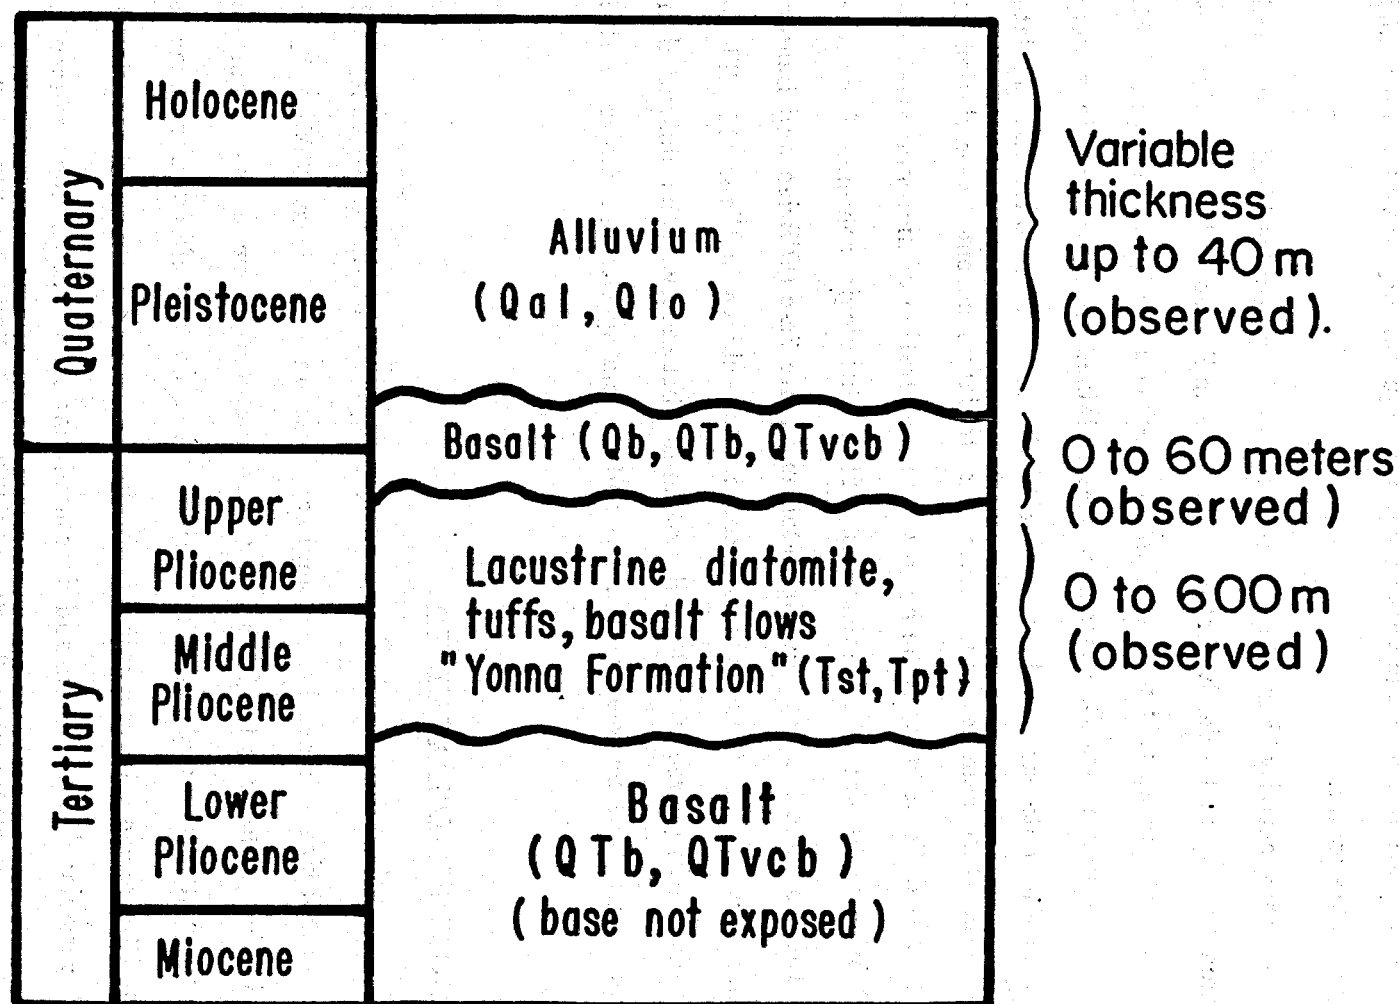 Quaternary
Holocene
Pleistocene
Alluvium
(Qal, Qlo)
Variable
thickness
up to 40 m
(observed).
Basalt (Qb, QTb, QTvcb)
0 to 60 meters
(observed)
Tertiary
Upper
Pliocene
Middle
Pliocene
Lacustrine diatomite,
tuffs, basalt flows
"Yonna Formation" (Tst, Tpt)
0 to 600 m
(observed)
Lower
Pliocene
Miocene
Basalt
(QTb, QTvcb)
(base not exposed)